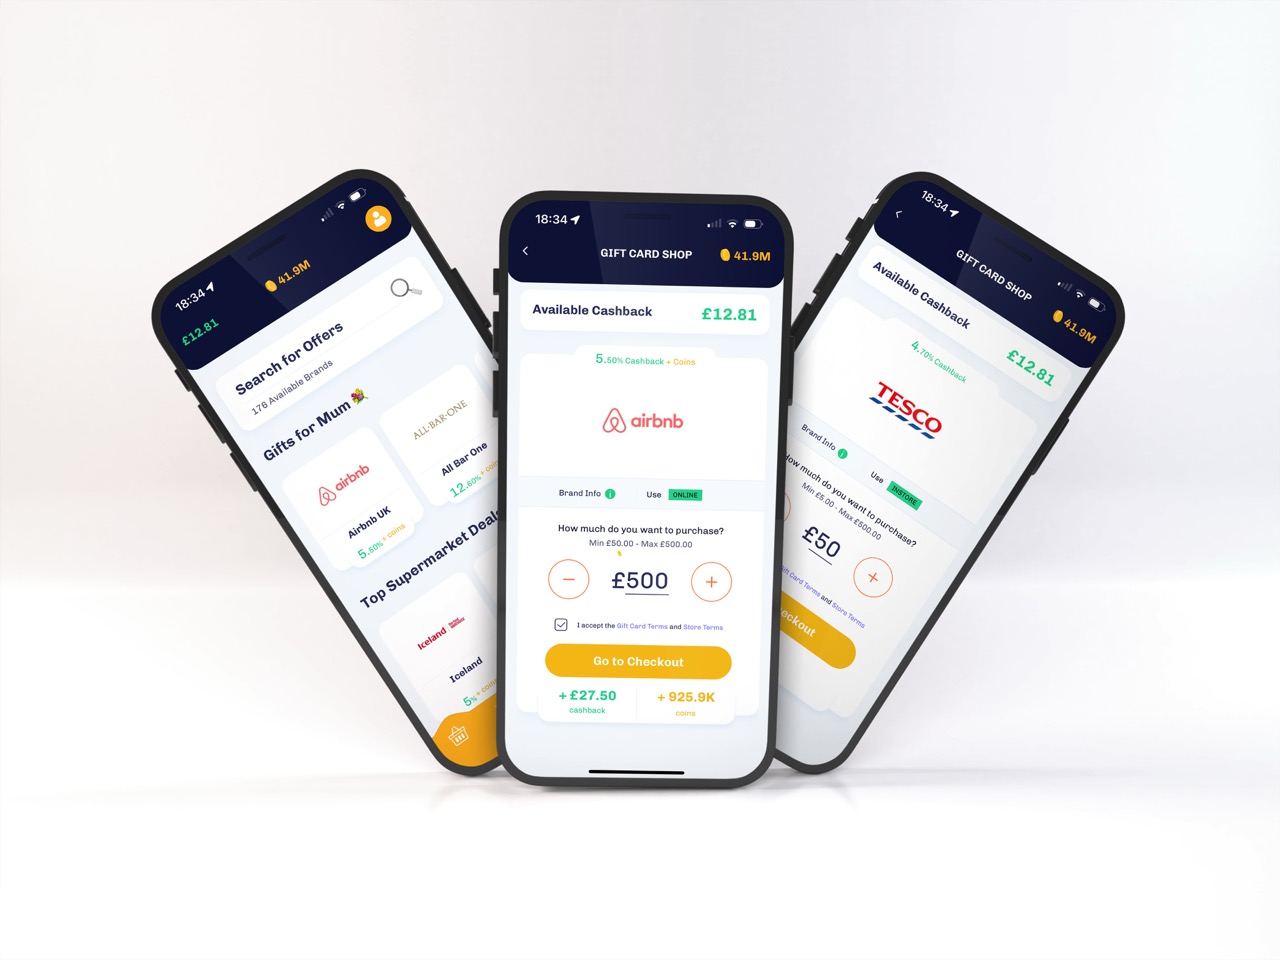 18:34
£12.81
41.9M
Search for Offers
176 Available Brands
Gifts for Mum
airbnb
Airbnb UK
5.50% + coins
ALL·BAR·ONE
All Bar One
12.60% + co
Top Supermarket Deals
Iceland
Iceland
5% + coins
18:34
GIFT CARD SHOP
41.9M
Available Cashback
£12.81
5.50% Cashback + Coins
airbnb
Brand Info i
Use ONLINE
How much do you want to purchase?
Min £50.00 - Max £500.00
£500
I accept the Gift Card Terms and Store Terms
Go to Checkout
+ £27.50
cashback
+ 925.9K
coins
18:34
GIFT CARD SHOP
41.9M
Available Cashback
£12.81
4.70% Cashback
TESCO
Brand Info i
Use INSTORE
How much do you want to purchase?
Min £5.00 - Max £500.00
£50
Gift Card Terms and Store Terms
eckout